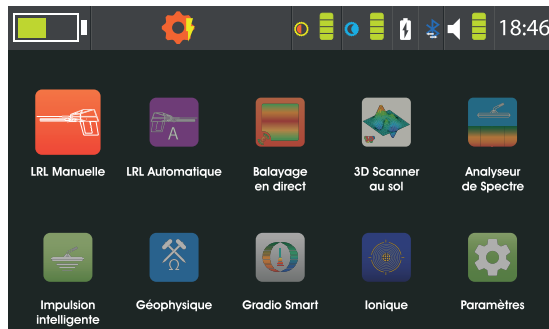 18:46
LRL Manuelle
LRL Automatique
A
Balayage
en direct
3D Scanner
au sol
Analyseur
de Spectre
Ω
Impulsion
intelligente
Géophysique
Gradio Smart
Ionique
Paramètres